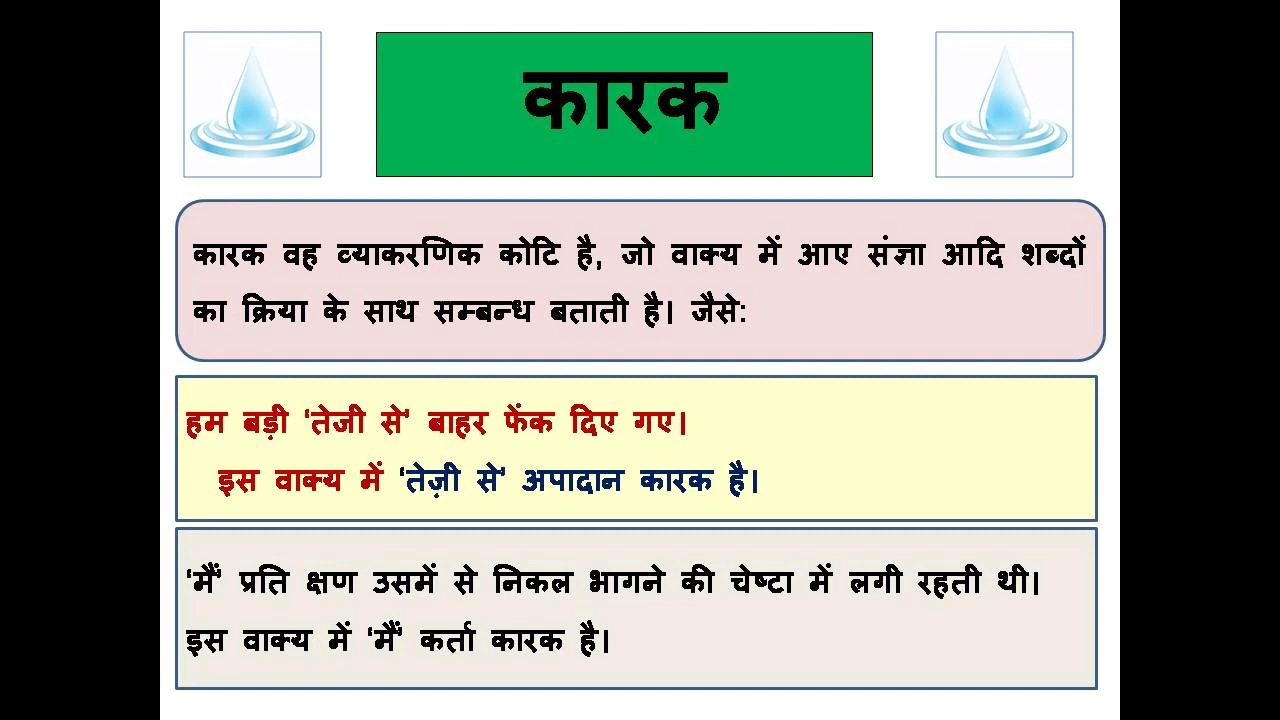 कारक
कारक वह व्याकरणिक कोटि है, जो वाक्य में आए संज्ञा आदि शब्दों
का क्रिया के साथ सम्बन्ध बताती है। जैसे:
हम बड़ी ‘तेजी से’ बाहर फेंक दिए गए।
इस वाक्य में ‘तेज़ी से’ अपादान कारक है।
‘मैं’ प्रति क्षण उसमें से निकल भागने की चेष्टा में लगी रहती थी।
इस वाक्य में ‘मैं’ कर्ता कारक है।